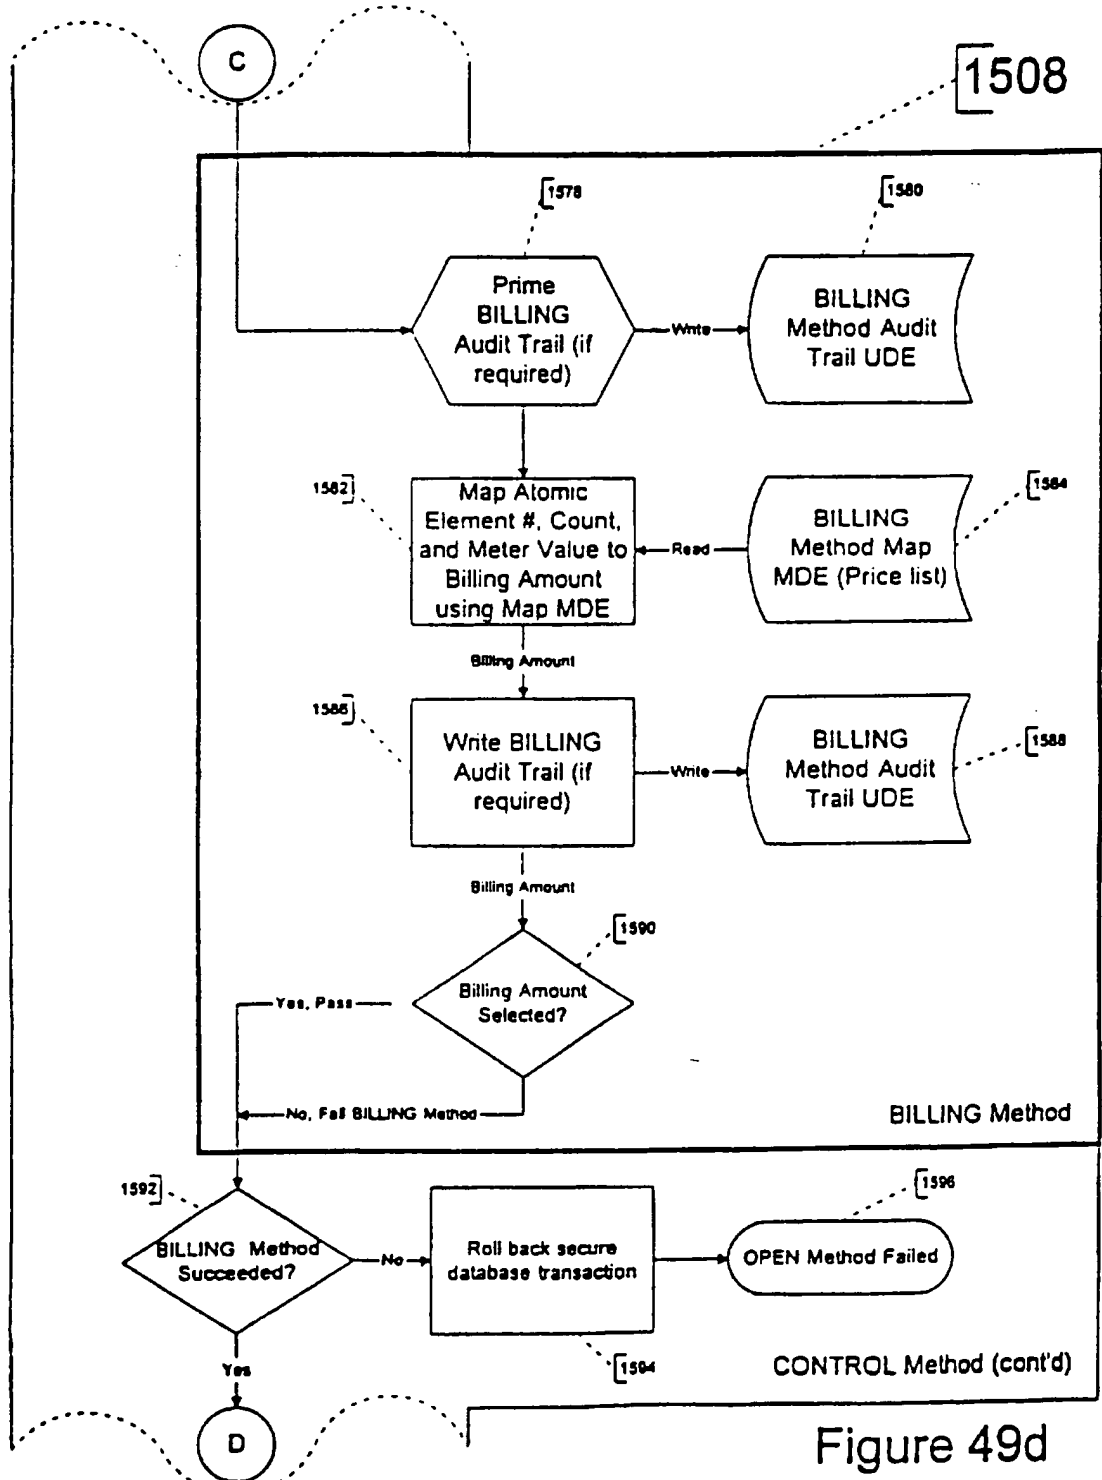 C
1508
1578
1580
Prime
BILLING
Audit Trail (if
required)
Write
BILLING
Method Audit
Trail UDE
1582
1584
Map Atomic
Element #, Count,
and Meter Value to
Billing Amount
using Map MDE
Read
BILLING
Method Map
MDE (Price list)
Billing Amount
1586
1588
Write BILLING
Audit Trail (if
required)
Write
BILLING
Method Audit
Trail UDE
Billing Amount
1590
Billing Amount
Selected?
Yes, Pass
No, Fail BILLING Method
BILLING Method
1592
1596
BILLING Method
Succeeded?
No
Roll back secure
database transaction
OPEN Method Failed
1594
Yes
CONTROL Method (cont'd)
D
Figure 49d